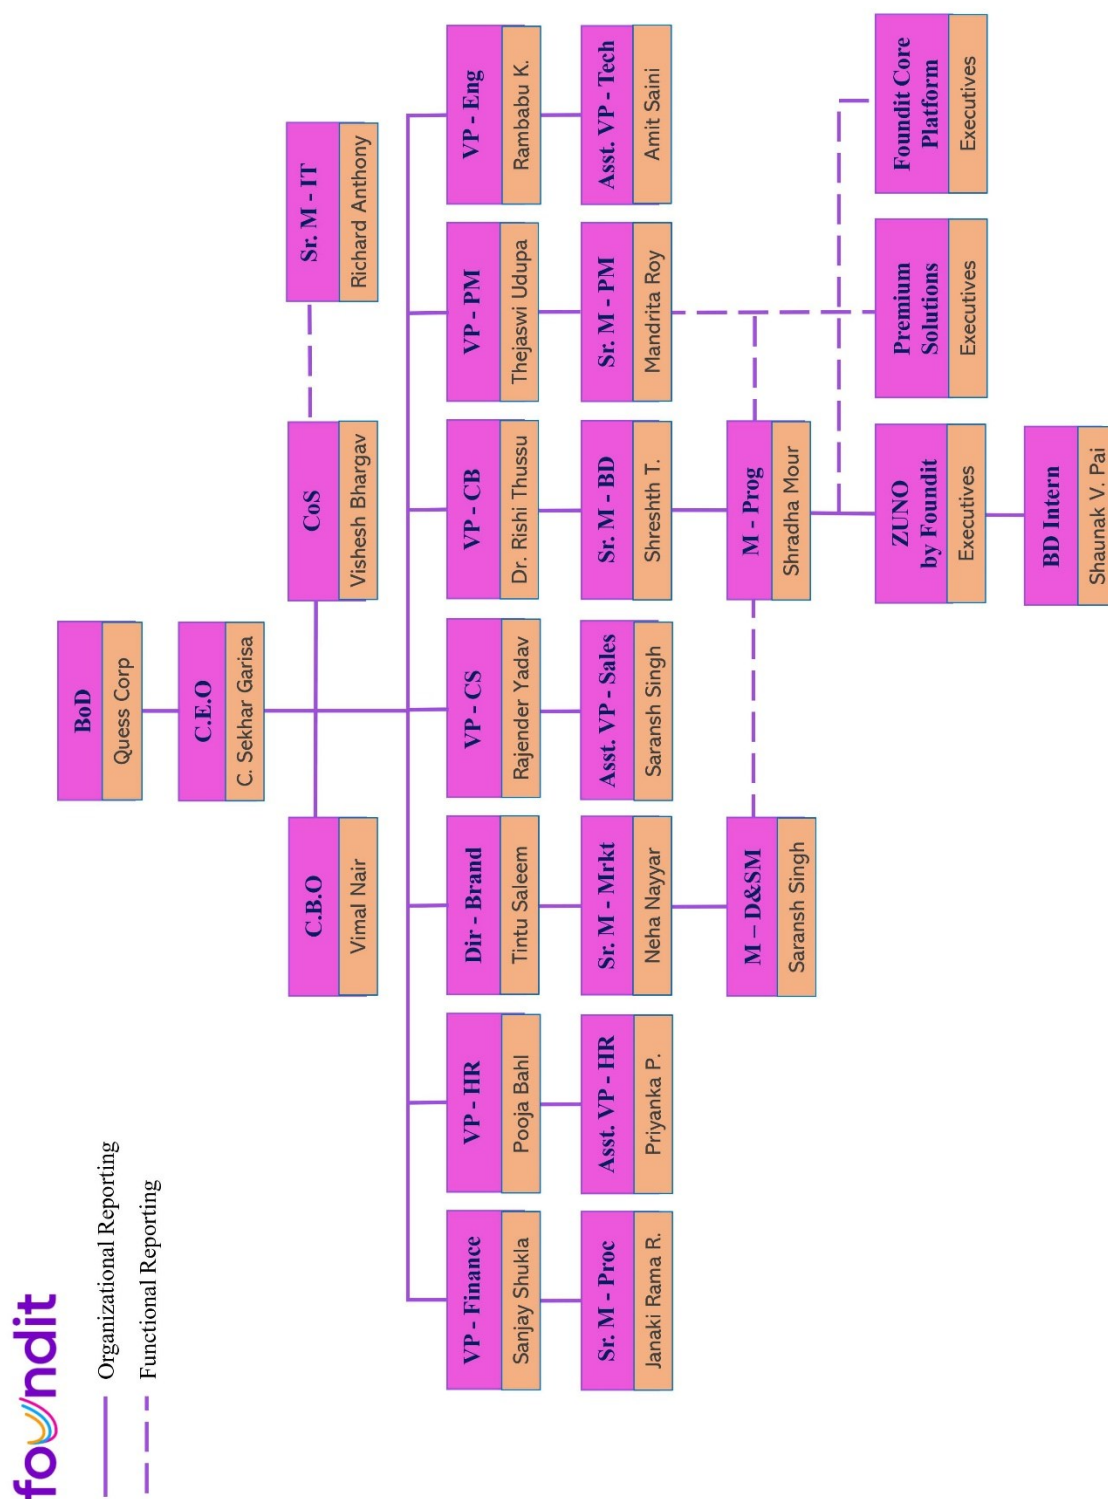 foundit
Organizational Reporting
Functional Reporting
BoD
Quess Corp
C.E.O
C. Sekhar Garisa
C.B.O
Vimal Nair
CoS
Vishesh Bhargav
Sr. M - IT
Richard Anthony
VP - Finance
Sanjay Shukla
VP - HR
Pooja Bahl
Dir - Brand
Tintu Saleem
VP - CS
Rajender Yadav
VP - CB
Dr. Rishi Thussu
VP - PM
Thejaswi Udupa
VP - Eng
Rambabu K.
Sr. M - Proc
Janaki Rama R.
Asst. VP - HR
Priyanka P.
Sr. M - Mrkt
Neha Nayyar
Asst. VP - Sales
Saransh Singh
Sr. M - BD
Shreshth T.
Sr. M - PM
Mandrita Roy
Asst. VP - Tech
Amit Saini
M – D&SM
Saransh Singh
M - Prog
Shradha Mour
ZUNO
by Foundit
Executives
Premium
Solutions
Executives
Foundit Core
Platform
Executives
BD Intern
Shaunak V. Pai